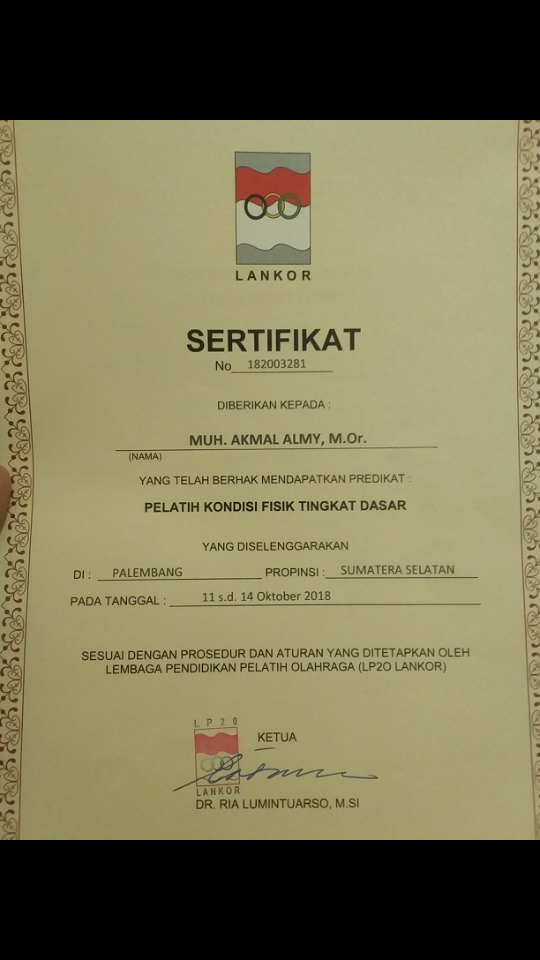 LANKOR
SERTIFIKAT
No 182003281
DIBERIKAN KEPADA :
MUH. AKMAL ALMY, M.Or.
(NAMA)
YANG TELAH BERHAK MENDAPATKAN PREDIKAT :
PELATIH KONDISI FISIK TINGKAT DASAR
YANG DISELENGGARAKAN
DI : PALEMBANG PROPINSI : SUMATERA SELATAN
PADA TANGGAL : 11 s.d. 14 Oktober 2018
SESUAI DENGAN PROSEDUR DAN ATURAN YANG DITETAPKAN OLEH
LEMBAGA PENDIDIKAN PELATIH OLAHRAGA (LP2O LANKOR)
LP2O
KETUA
LANKOR
DR. RIA LUMINTUARSO, M.SI